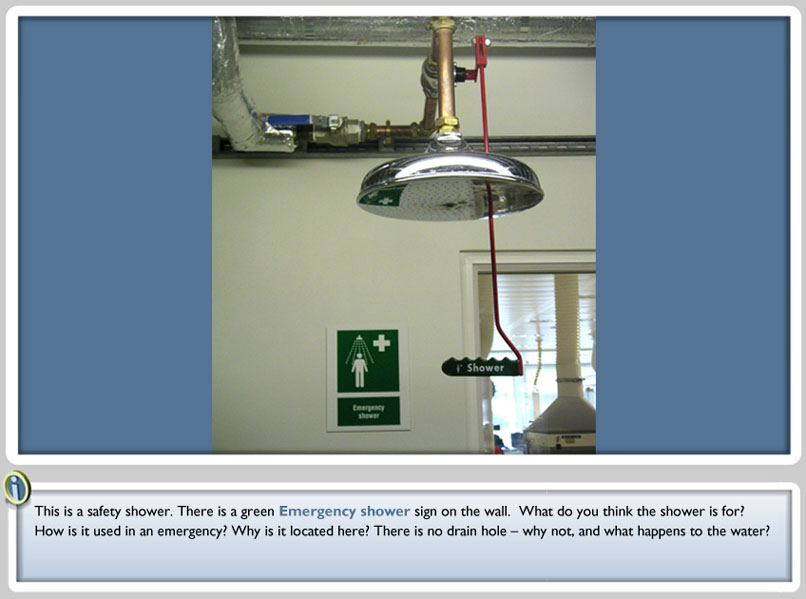 Shower
Emergency
shower
This is a safety shower. There is a green Emergency shower sign on the wall. What do you think the shower is for?
How is it used in an emergency? Why is it located here? There is no drain hole – why not, and what happens to the water?